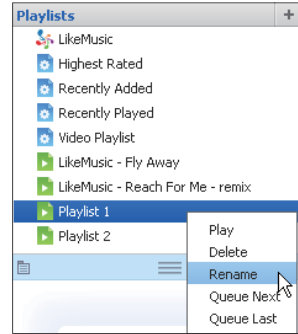 Playlists
LikeMusic
Highest Rated
Recently Added
Recently Played
Video Playlist
LikeMusic - Fly Away
LikeMusic - Reach For Me - remix
Playlist 1
Playlist 2
Play
Delete
Rename
Queue Next
Queue Last